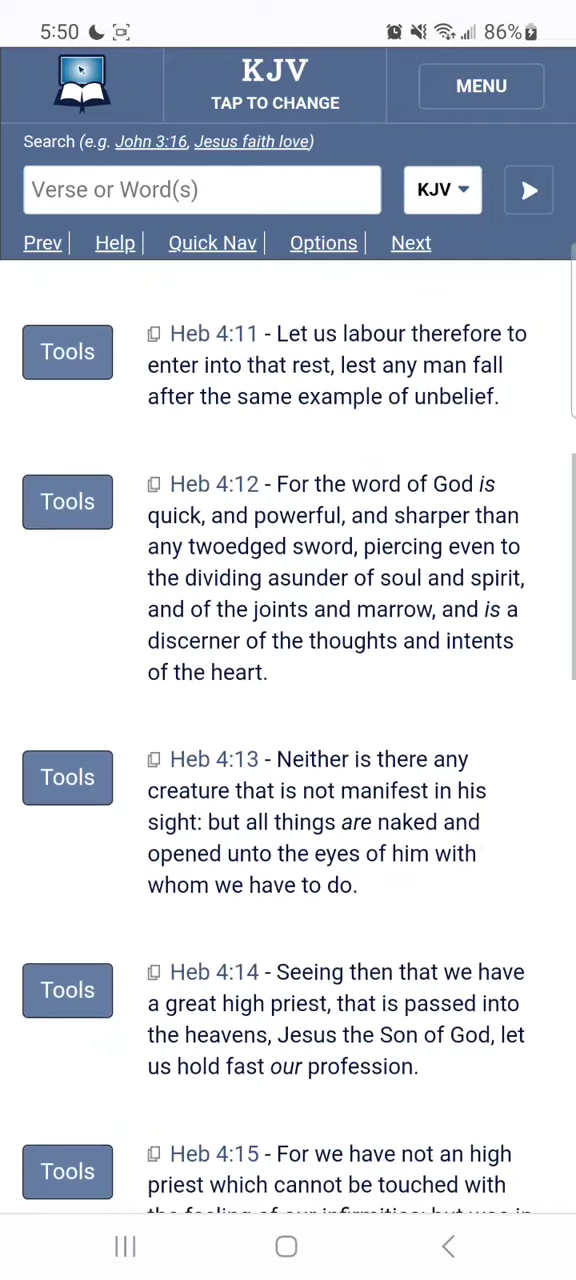 5:50 86%
KJV
TAP TO CHANGE
MENU
Search (e.g. John 3:16, Jesus faith love)
Verse or Word(s) KJV
Prev Help Quick Nav Options Next
Tools
Heb 4:11 - Let us labour therefore to
enter into that rest, lest any man fall
after the same example of unbelief.
Tools
Heb 4:12 - For the word of God is
quick, and powerful, and sharper than
any twoedged sword, piercing even to
the dividing asunder of soul and spirit,
and of the joints and marrow, and is a
discerner of the thoughts and intents
of the heart.
Tools
Heb 4:13 - Neither is there any
creature that is not manifest in his
sight: but all things are naked and
opened unto the eyes of him with
whom we have to do.
Tools
Heb 4:14 - Seeing then that we have
a great high priest, that is passed into
the heavens, Jesus the Son of God, let
us hold fast our profession.
Tools
Heb 4:15 - For we have not an high
priest which cannot be touched with
the feeling of our infirmities; but was in